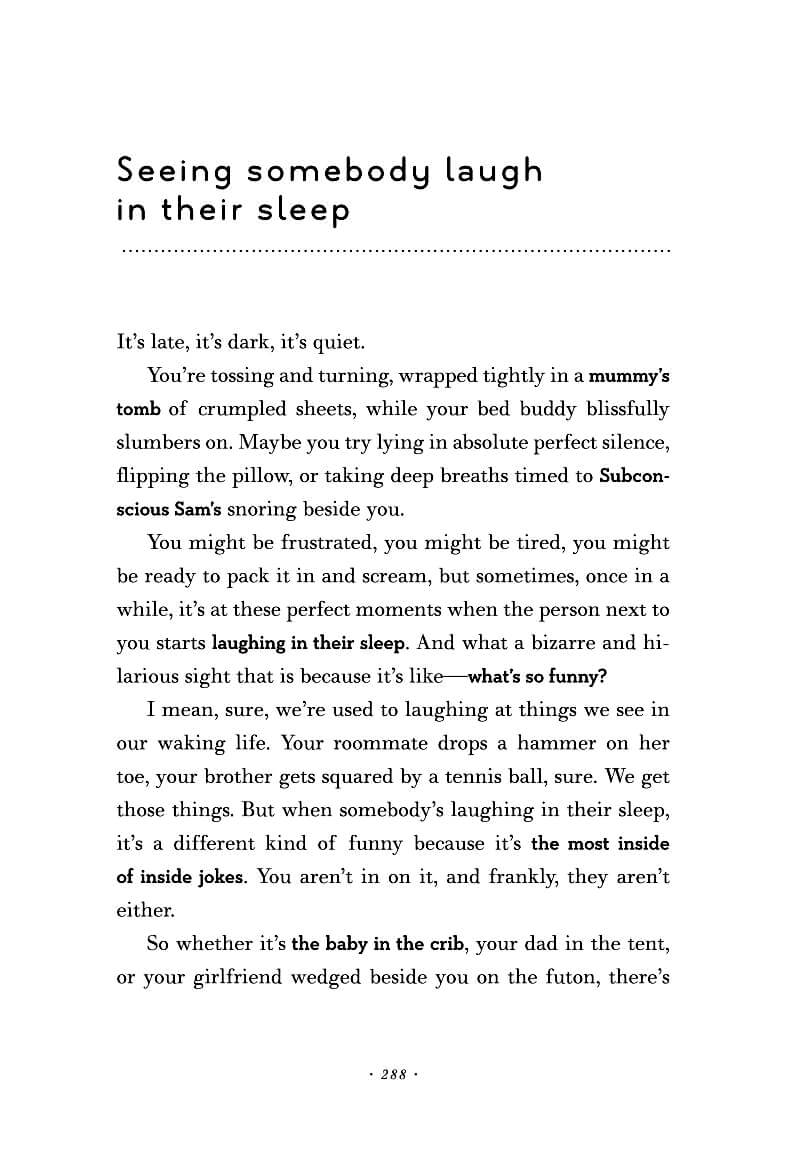 Seeing somebody laugh
in their sleep
It’s late, it’s dark, it’s quiet.
You’re tossing and turning, wrapped tightly in a mummy’s
tomb of crumpled sheets, while your bed buddy blissfully
slumbers on. Maybe you try lying in absolute perfect silence,
flipping the pillow, or taking deep breaths timed to Subcon-
scious Sam’s snoring beside you.
You might be frustrated, you might be tired, you might
be ready to pack it in and scream, but sometimes, once in a
while, it’s at these perfect moments when the person next to
you starts laughing in their sleep. And what a bizarre and hi-
larious sight that is because it’s like—what’s so funny?
I mean, sure, we’re used to laughing at things we see in
our waking life. Your roommate drops a hammer on her
toe, your brother gets squared by a tennis ball, sure. We get
those things. But when somebody’s laughing in their sleep,
it’s a different kind of funny because it’s the most inside
of inside jokes. You aren’t in on it, and frankly, they aren’t
either.
So whether it’s the baby in the crib, your dad in the tent,
or your girlfriend wedged beside you on the futon, there’s
· 288 ·